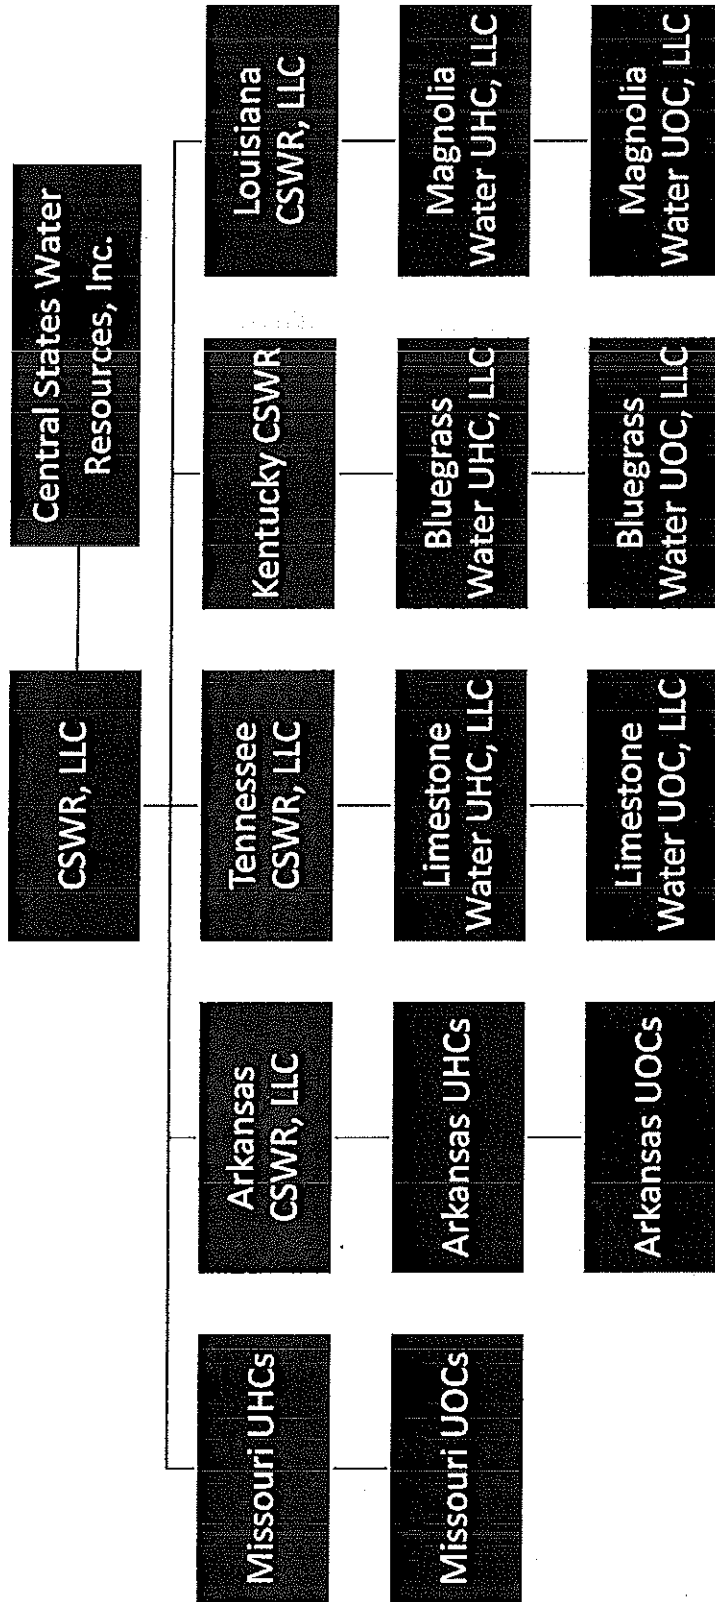 CSWR, LLC
Central States Water
Resources, Inc.
Missouri UHCs
Arkansas
CSWR, LLC
Tennessee
CSWR, LLC
Kentucky CSWR
Louisiana
CSWR, LLC
Missouri UOCs
Arkansas UHCs
Limestone
Water UHC, LLC
Bluegrass
Water UHC, LLC
Magnolia
Water UHC, LLC
Arkansas UOCs
Limestone
Water UOC, LLC
Bluegrass
Water UOC, LLC
Magnolia
Water UOC, LLC